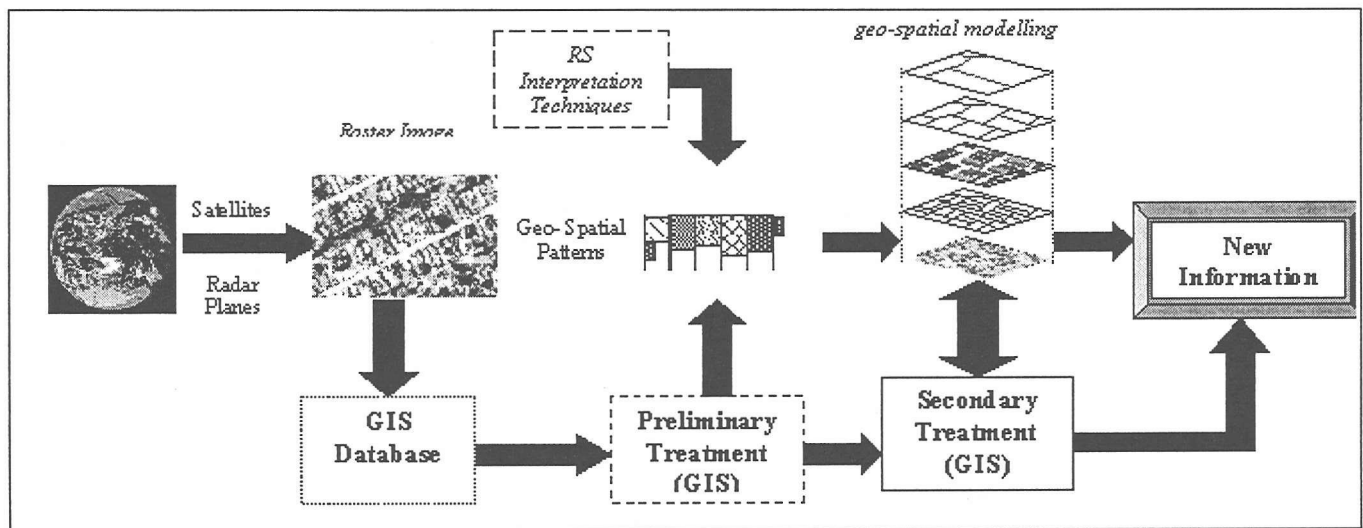 geo-spatial modelling
RS
Interpretation
Techniques
Raster Image
Satellites
Radar
Planes
Geo- Spatial
Patterns
New
Information
GIS
Database
Preliminary
Treatment
(GIS)
Secondary
Treatment
(GIS)